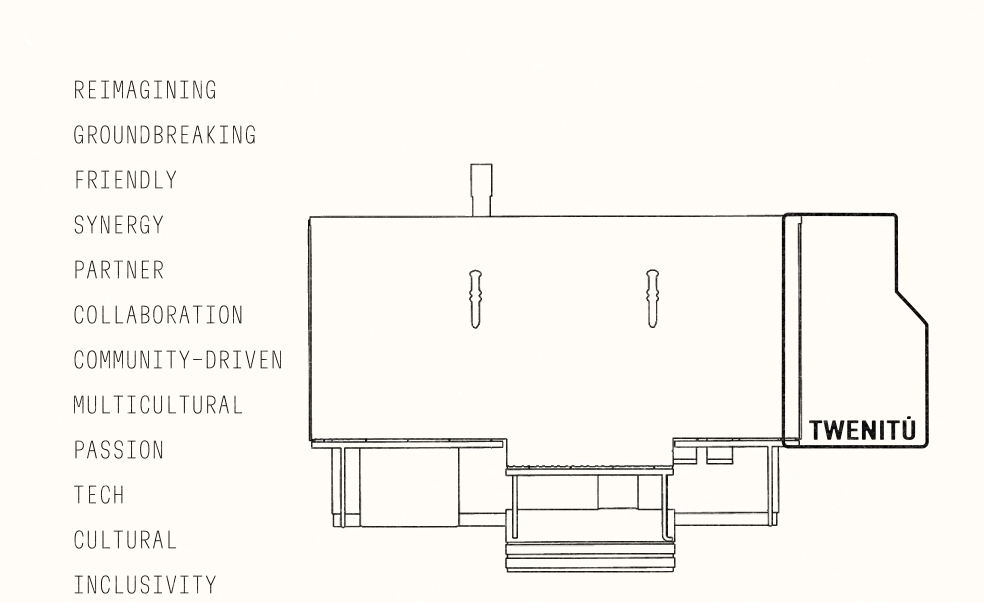 REIMAGINING
GROUNDBREAKING
FRIENDLY
SYNERGY
PARTNER
COLLABORATION
COMMUNITY-DRIVEN
MULTICULTURAL
PASSION
TECH
CULTURAL
INCLUSIVITY
TWENITÚ